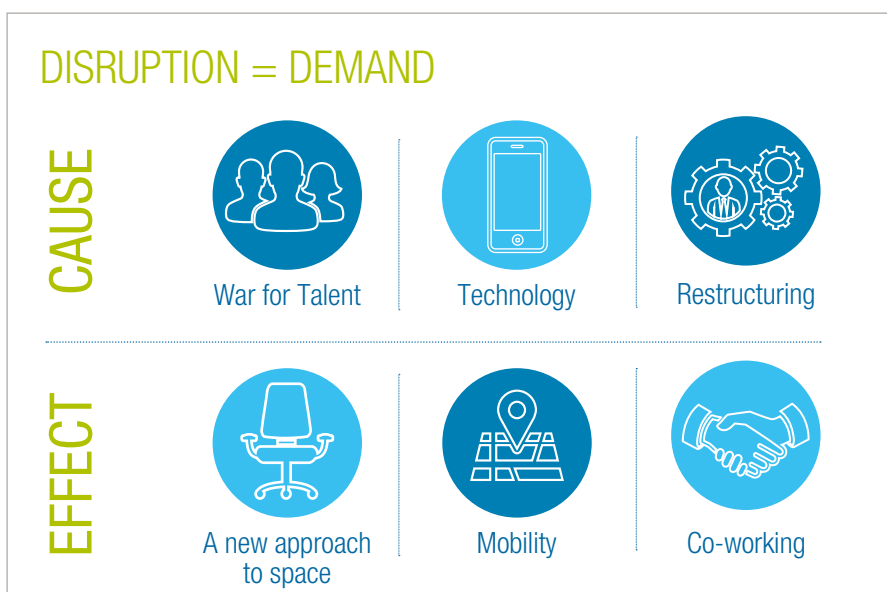 DISRUPTION = DEMAND
CAUSE
War for Talent
Technology
Restructuring
EFFECT
A new approach
to space
Mobility
Co-working